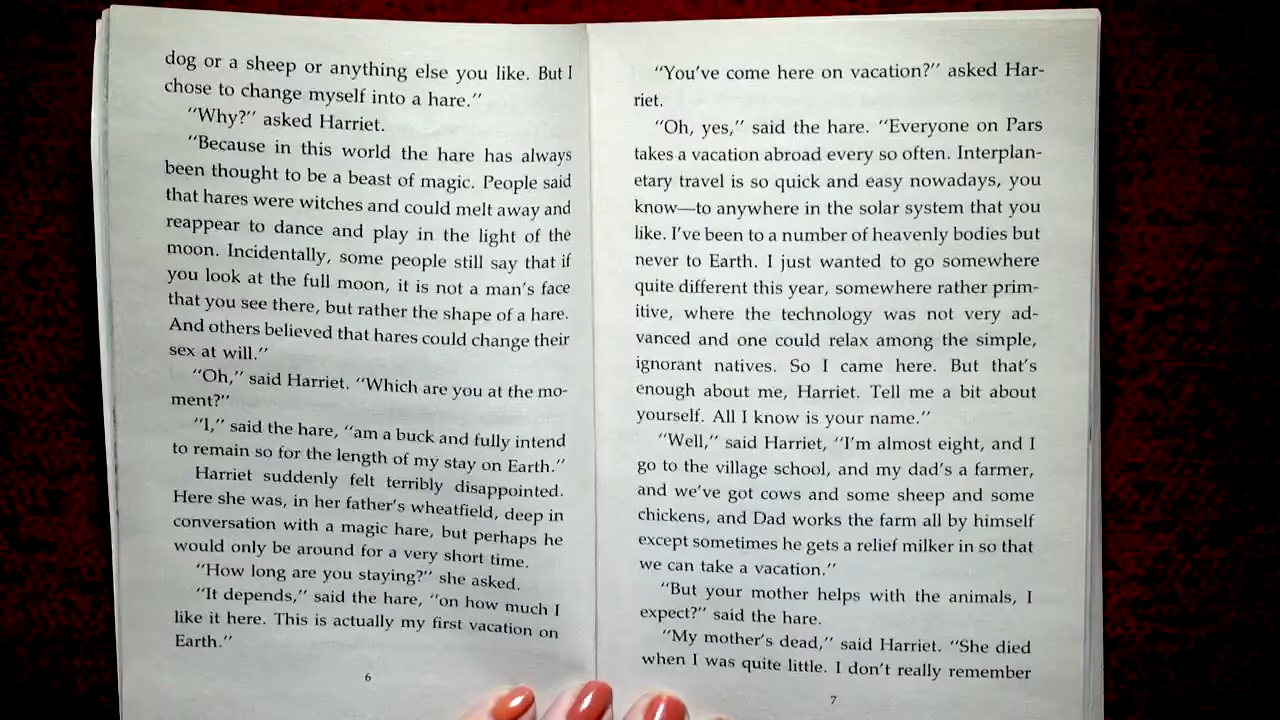 dog or a sheep or anything else you like. But I
chose to change myself into a hare.”
“Why?” asked Harriet.
“Because in this world the hare has always
been thought to be a beast of magic. People said
that hares were witches and could melt away and
reappear to dance and play in the light of the
moon. Incidentally, some people still say that if
you look at the full moon, it is not a man’s face
that you see there, but rather the shape of a hare.
And others believed that hares could change their
sex at will.”
“Oh,” said Harriet. “Which are you at the mo-
ment?”
“I,” said the hare, “am a buck and fully intend
to remain so for the length of my stay on Earth.”
Harriet suddenly felt terribly disappointed.
Here she was, in her father’s wheatfield, deep in
conversation with a magic hare, but perhaps he
would only be around for a very short time.
“How long are you staying?” she asked.
“It depends,” said the hare, “on how much I
like it here. This is actually my first vacation on
Earth.”
6
“You’ve come here on vacation?” asked Har-
riet.
“Oh, yes,” said the hare. “Everyone on Pars
takes a vacation abroad every so often. Interplan-
etary travel is so quick and easy nowadays, you
know—to anywhere in the solar system that you
like. I’ve been to a number of heavenly bodies but
never to Earth. I just wanted to go somewhere
quite different this year, somewhere rather prim-
itive, where the technology was not very ad-
vanced and one could relax among the simple,
ignorant natives. So I came here. But that’s
enough about me, Harriet. Tell me a bit about
yourself. All I know is your name.”
“Well,” said Harriet, “I’m almost eight, and I
go to the village school, and my dad’s a farmer,
and we’ve got cows and some sheep and some
chickens, and Dad works the farm all by himself
except sometimes he gets a relief milker in so that
we can take a vacation.”
“But your mother helps with the animals, I
expect?” said the hare.
“My mother’s dead,” said Harriet. “She died
when I was quite little. I don’t really remember
7